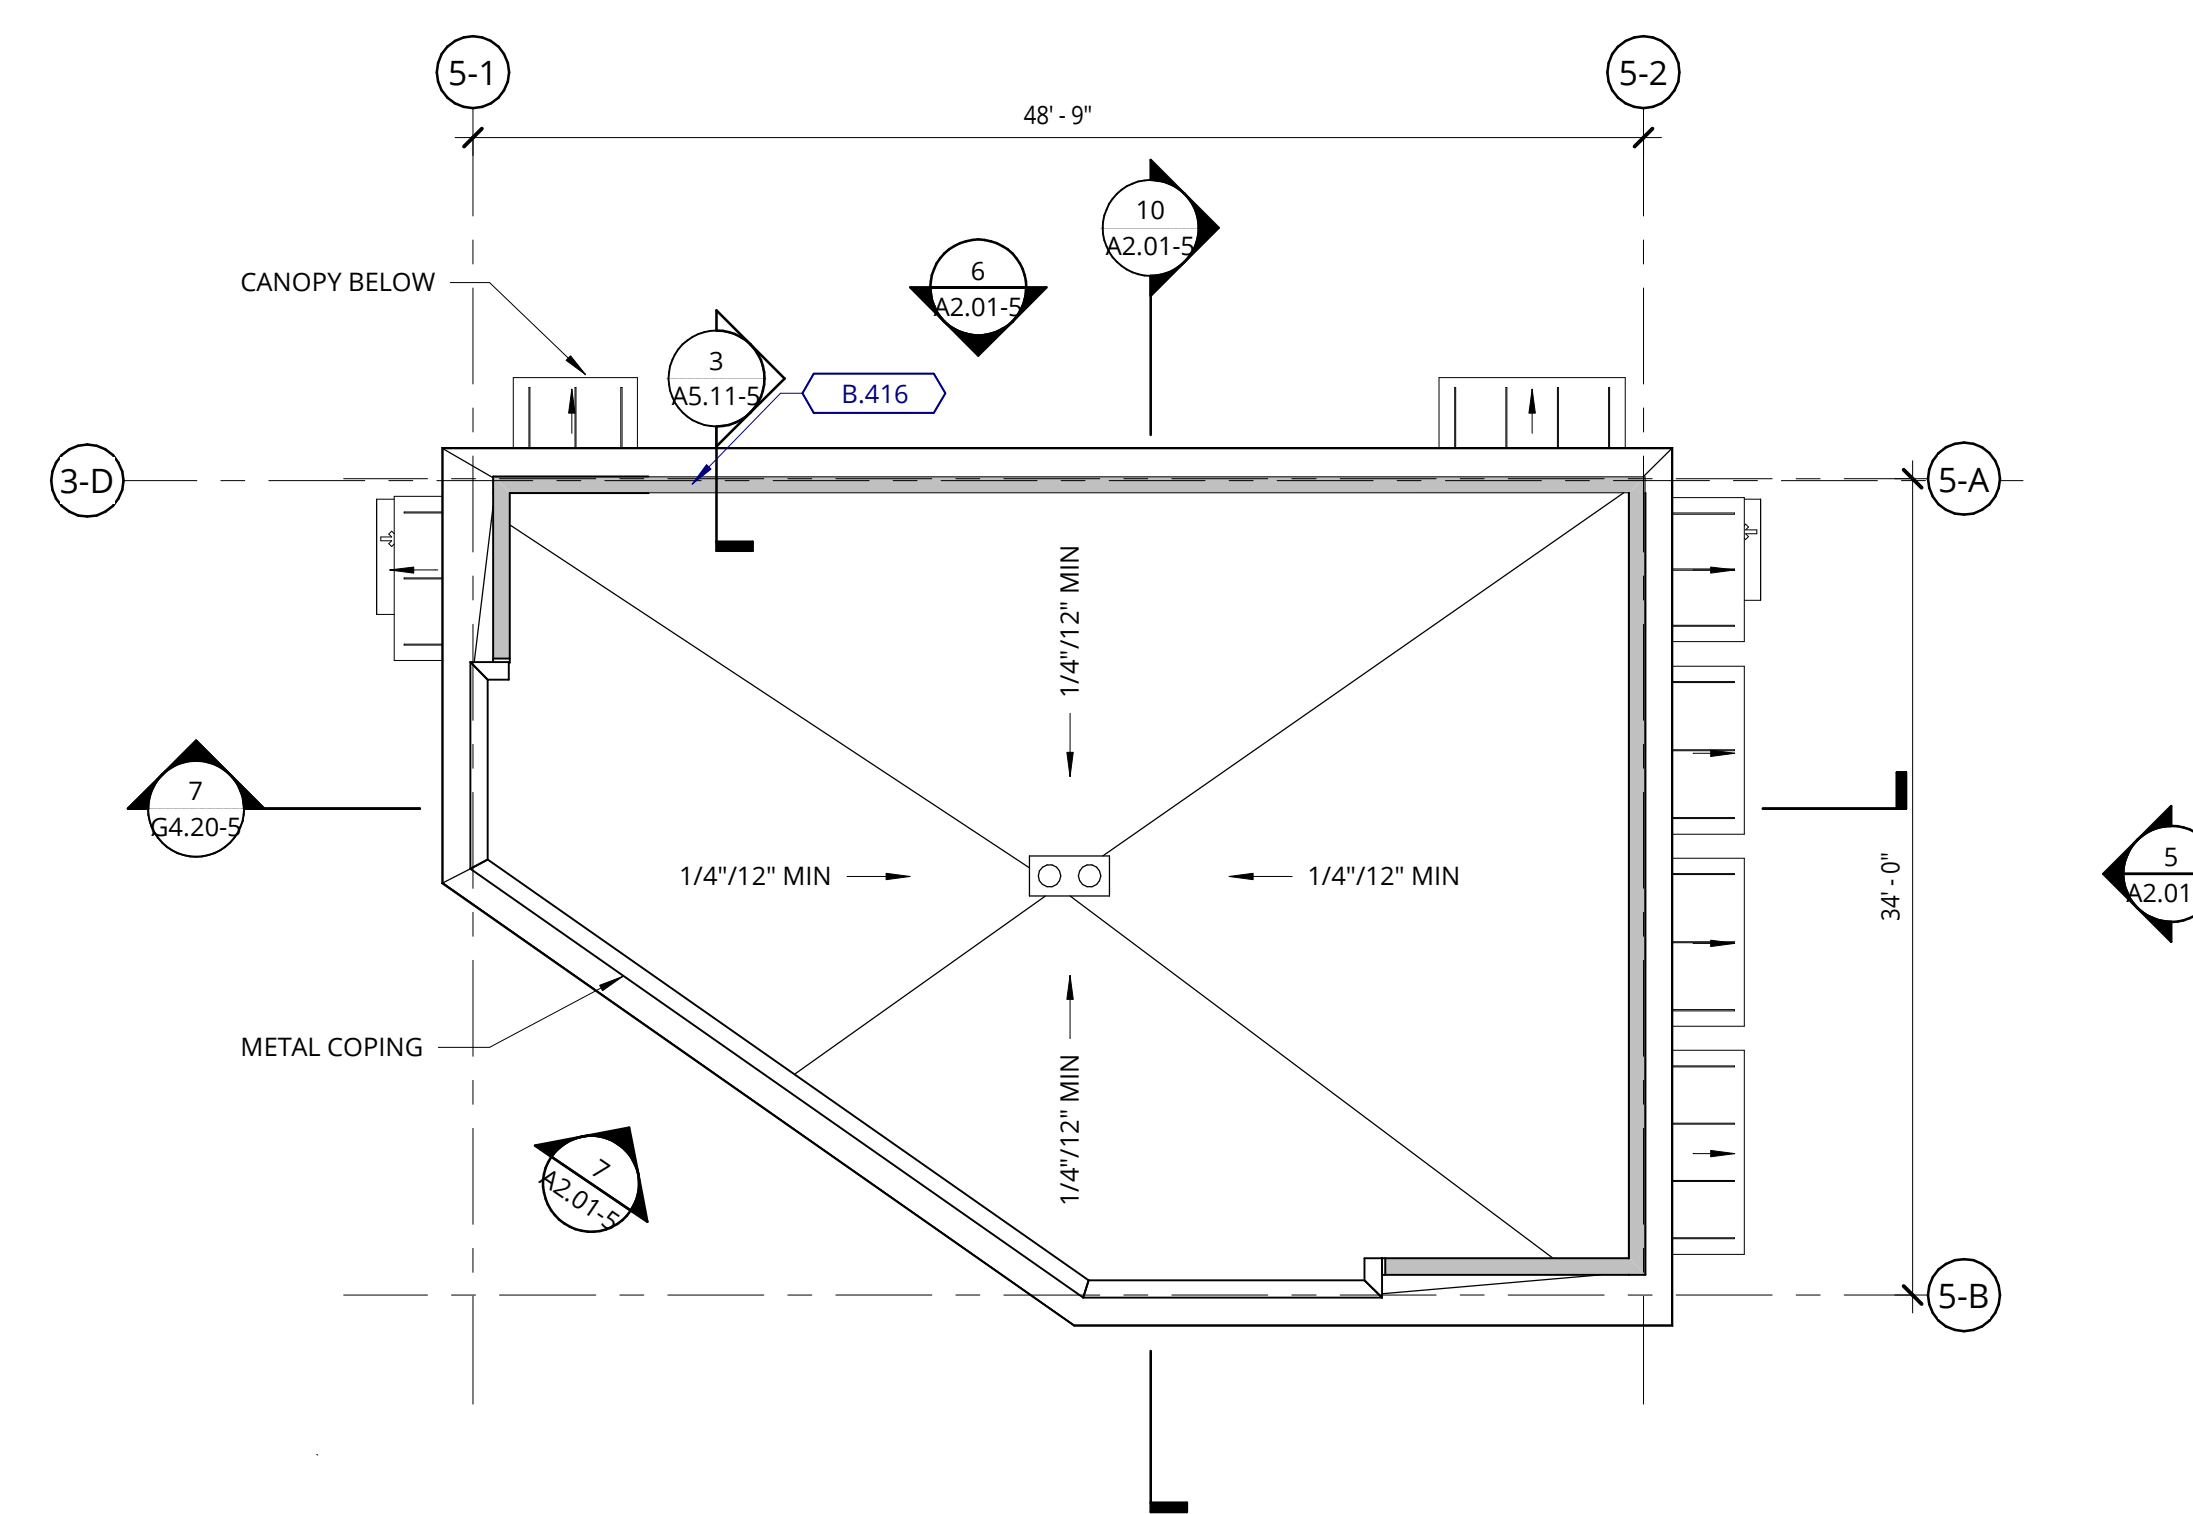 5-1
5-2
48' - 9"
10
A2.01-5
6
A2.01-5
CANOPY BELOW
3
A5.11-5
B.416
3-D
5-A
1/4"/12" MIN
7
G4.20-5
1/4"/12" MIN
1/4"/12" MIN
34' - 0"
5
A2.01
METAL COPING
1/4"/12" MIN
7
A2.01-5
5-B